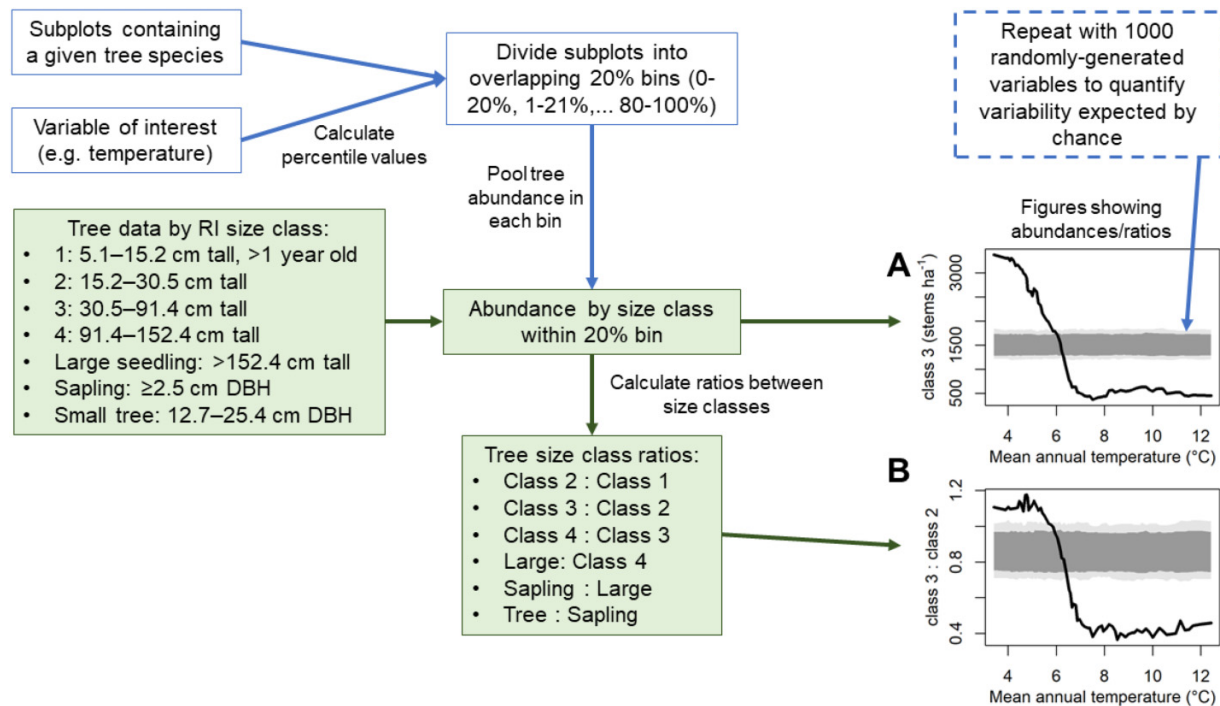 Subplots containing
a given tree species
Variable of interest
(e.g. temperature)
Calculate
percentile values
Divide subplots into
overlapping 20% bins (0-
20%, 1-21%,... 80-100%)
Pool tree
abundance in
each bin
Repeat with 1000
randomly-generated
variables to quantify
variability expected by
chance
Tree data by RI size class:
• 1: 5.1–15.2 cm tall, >1 year old
• 2: 15.2–30.5 cm tall
• 3: 30.5–91.4 cm tall
• 4: 91.4–152.4 cm tall
• Large seedling: >152.4 cm tall
• Sapling: ≥2.5 cm DBH
• Small tree: 12.7–25.4 cm DBH
Abundance by size class
within 20% bin
Calculate ratios between
size classes
Tree size class ratios:
• Class 2 : Class 1
• Class 3 : Class 2
• Class 4 : Class 3
• Large: Class 4
• Sapling : Large
• Tree : Sapling
Figures showing
abundances/ratios
A
class 3 (stems ha⁻¹)
3000
1500
500
4 6 8 10 12
Mean annual temperature (°C)
B
class 3 : class 2
1.2
0.8
0.4
4 6 8 10 12
Mean annual temperature (°C)